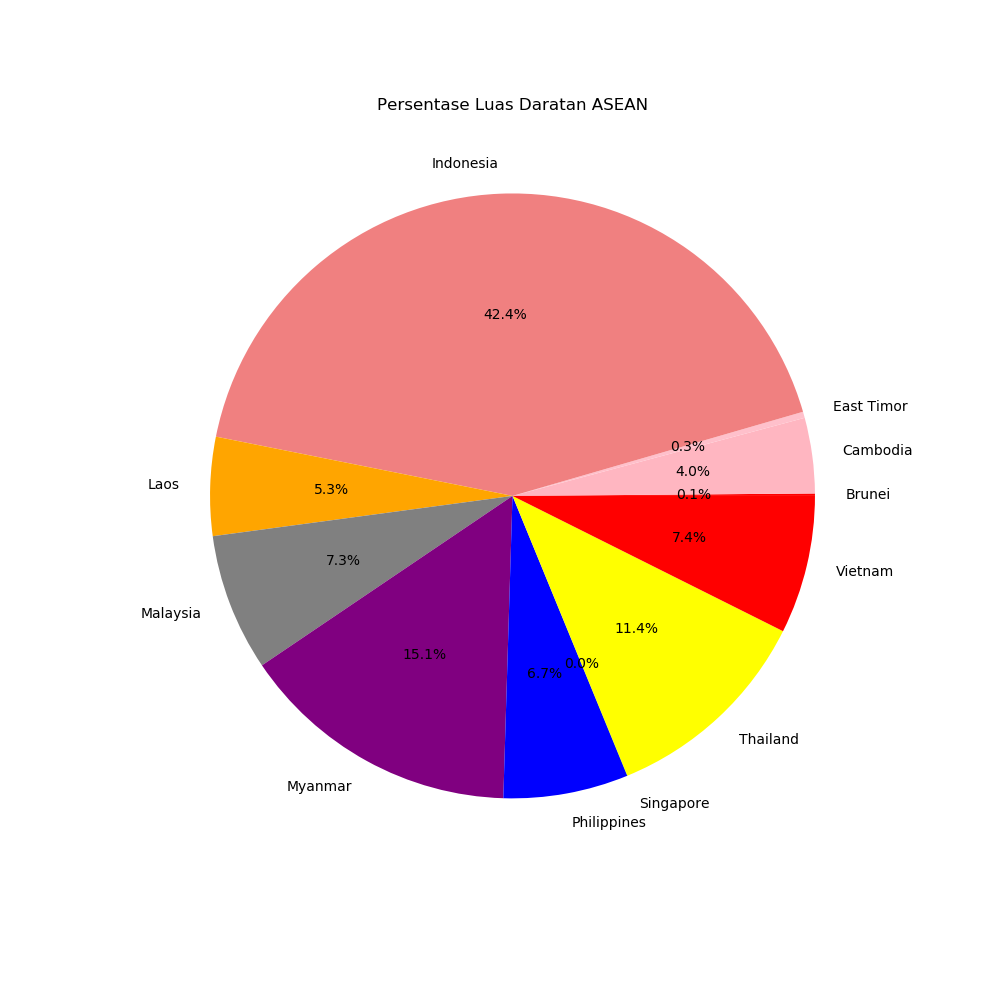 Persentase Luas Daratan ASEAN
Indonesia
42.4%
East Timor
0.3%
Cambodia
4.0%
Brunei
0.1%
Laos
5.3%
Vietnam
7.4%
Malaysia
7.3%
Thailand
11.4%
Myanmar
15.1%
Singapore
0.0%
Philippines
6.7%